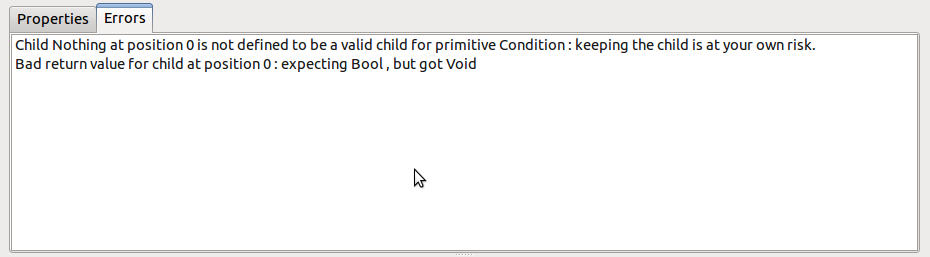 Properties
Errors
Child Nothing at position 0 is not defined to be a valid child for primitive Condition : keeping the child is at your own risk.
Bad return value for child at position 0 : expecting Bool , but got Void